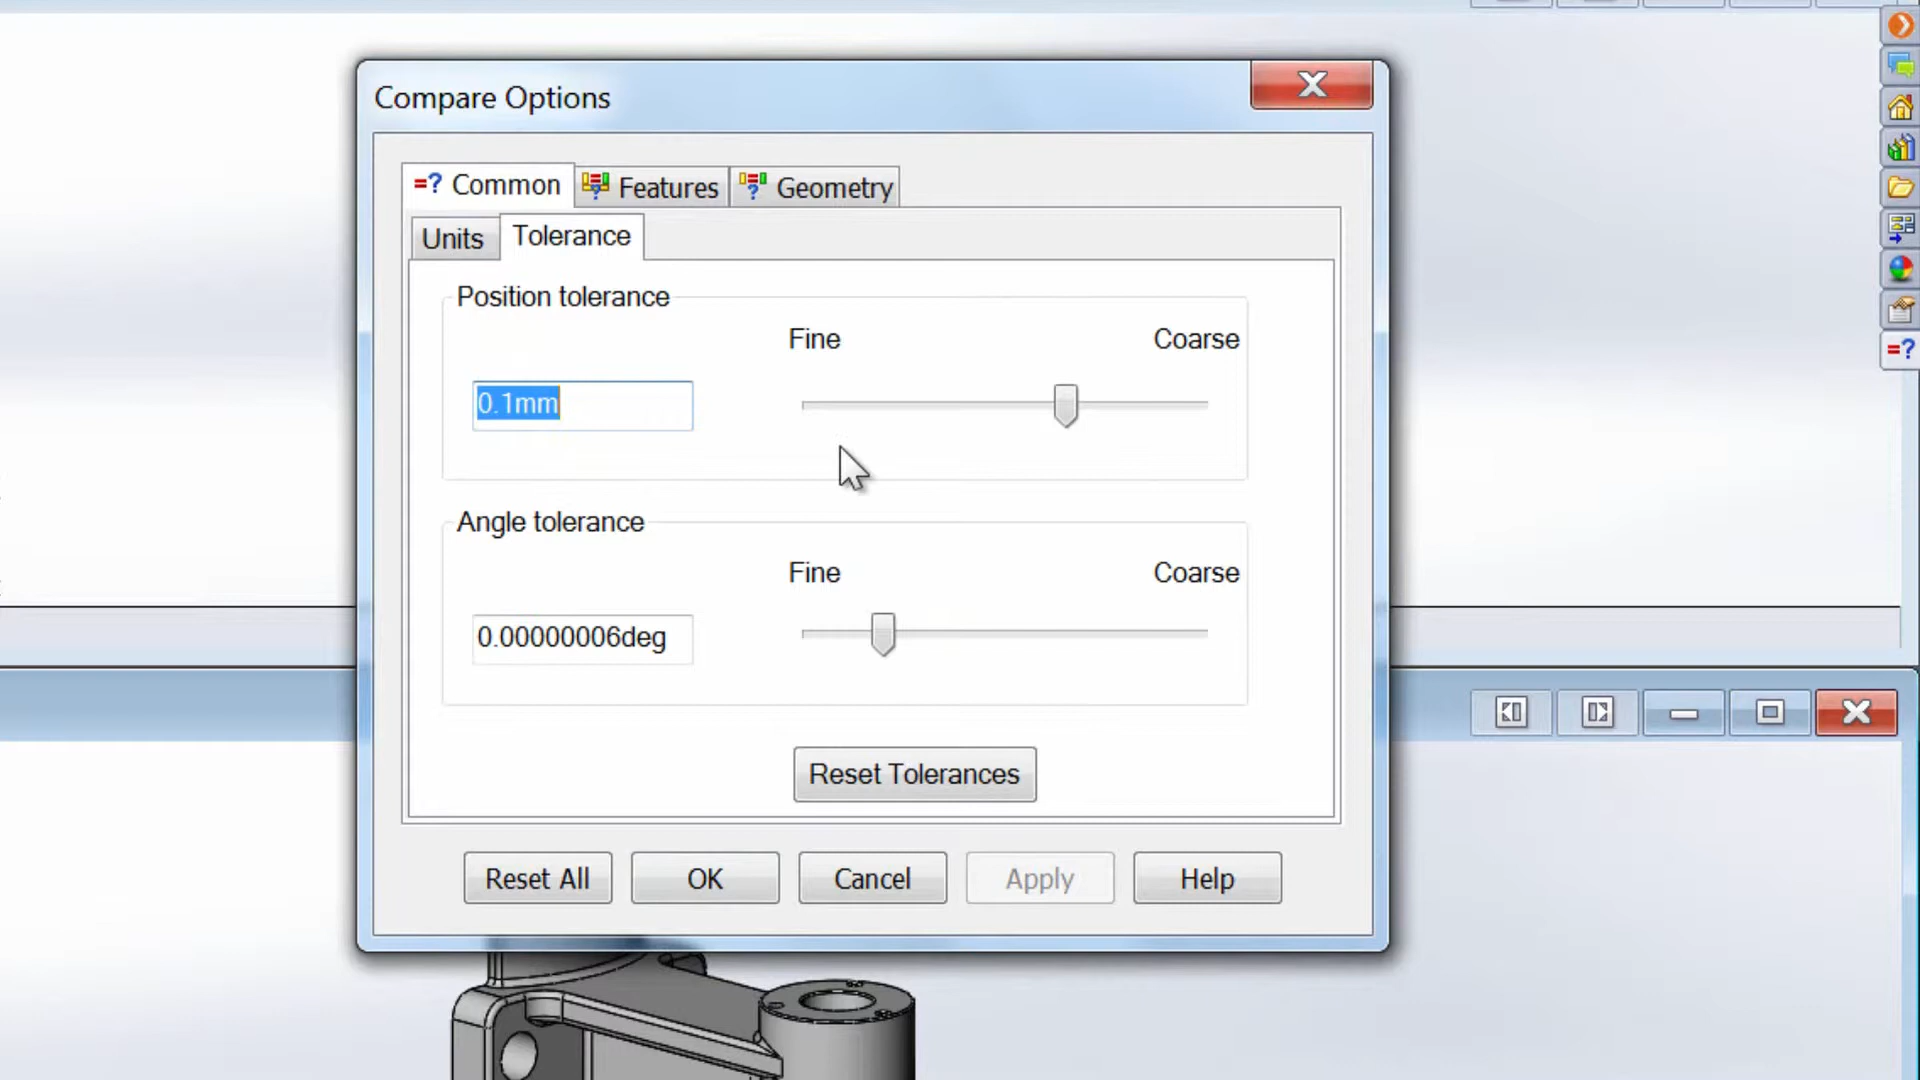 Compare Options
=? Common
Features
Geometry
Units
Tolerance
Position tolerance
Fine
Coarse
0.1mm
Angle tolerance
Fine
Coarse
0.00000006deg
Reset Tolerances
Reset All
OK
Cancel
Apply
Help
=?